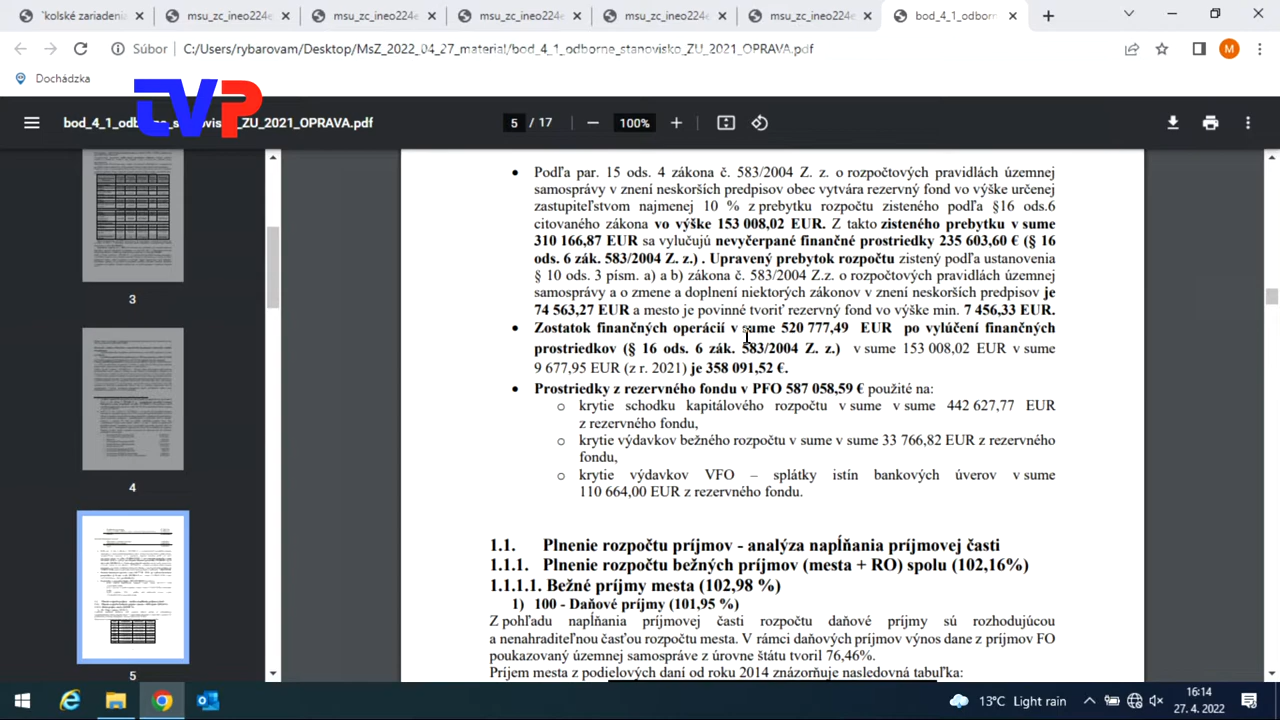 'kolské zariadenia
msu_zc_ineo224e
msu_zc_ineo224e
msu_zc_ineo224e
msu_zc_ineo224e
msu_zc_ineo224e
bod_4_1_odborn
Súbor
C:/Users/rybarovam/Desktop/MsZ_2022_04_27_material/bod_4_1_odborne_stanovisko_ZU_2021_OPRAVA.pdf
M
Dochádzka
TVP
bod_4_1_odborne_stanovisko_ZU_2021_OPRAVA.pdf
5 / 17
100%
3
4
5
• Podľa par. 15 ods. 4 zákona č. 583/2004 Z. z. o rozpočtových pravidlách územnej
samosprávy v znení neskorších predpisov obec vytvára rezervný fond vo výške určenej
zastupiteľstvom najmenej 10 % z prebytku rozpočtu zisteného podľa §16 ods.6
citovaného zákona vo výške 153 008,02 EUR. Z takto zisteného prebytku v sume
310 166,87 EUR sa vylučujú nevyčerpané finančné prostriedky 235 603,60 € (§ 16
ods. 6 zák. 583/2004 Z. z.) . Upravený prebytok rozpočtu zistený podľa ustanovenia
§ 10 ods. 3 písm. a) a b) zákona č. 583/2004 Z.z. o rozpočtových pravidlách územnej
samosprávy a o zmene a doplnení niektorých zákonov v znení neskorších predpisov je
74 563,27 EUR a mesto je povinné tvoriť rezervný fond vo výške min. 7 456,33 EUR.
• Zostatok finančných operácií v sume 520 777,49 EUR po vylúčení finančných
prostriedkov (§ 16 ods. 6 zák. 583/2004 Z. z.) v sume 153 008,02 EUR v sume
9 677,95 EUR (z r. 2021) je 358 091,52 €.
• Prostriedky z rezervného fondu v PFO 587 058,59 € použité na:
o krytie schodku kapitálového rozpočtu v sume v sume 442 627,77 EUR
z rezervného fondu,
o krytie výdavkov bežného rozpočtu v sume v sume 33 766,82 EUR z rezervného
fondu,
o krytie výdavkov VFO – splátky istín bankových úverov v sume
110 664,00 EUR z rezervného fondu.
1.1. Plnenie rozpočtu príjmov - analýza napĺňania príjmovej časti
1.1.1. Plnenie rozpočtu bežných príjmov (mesta + RO) spolu (102,16%)
1.1.1.1 Bežné príjmy mesta (102,98 %)
1) 100 - Daňové príjmy (101,95 %)
Z pohľadu napĺňania príjmovej časti rozpočtu daňové príjmy sú rozhodujúcou
a nenahraditeľnou časťou rozpočtu mesta. V rámci daňových príjmov výnos dane z príjmov FO
poukazovaný územnej samospráve z úrovne štátu tvoril 76,46%.
Príjem mesta z podielových daní od roku 2014 znázorňuje nasledovná tabuľka:
13°C Light rain
16:14
27. 4. 2022